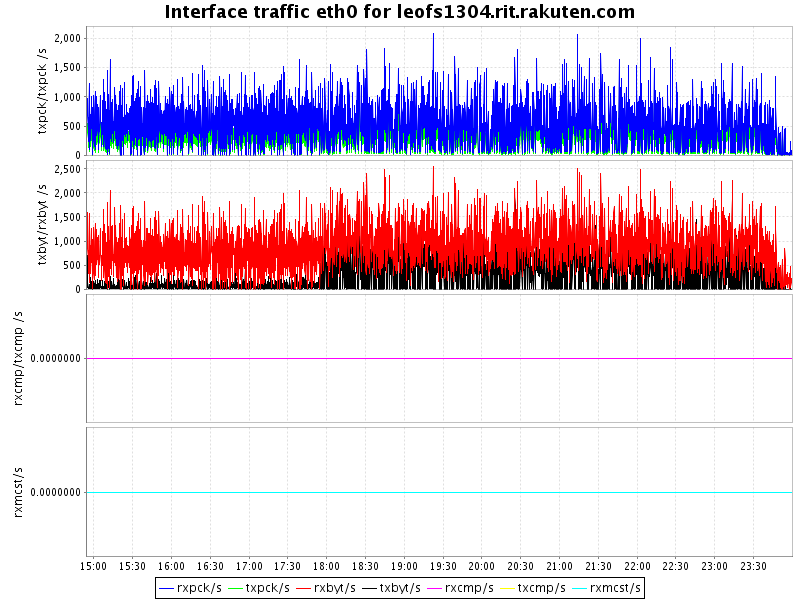 Interface traffic eth0 for leofs1304.rit.rakuten.com
txpck/txpck /s
2,000
1,500
1,000
500
0
txbyt/rxbyt /s
2,500
2,000
1,500
1,000
500
0
rxcmp/txcmp /s
0.0000000
rxmcst/s
0.0000000
15:00 15:30 16:00 16:30 17:00 17:30 18:00 18:30 19:00 19:30 20:00 20:30 21:00 21:30 22:00 22:30 23:00 23:30
rxpck/s txpck/s rxbyt/s txbyt/s rxcmp/s txcmp/s rxmcst/s